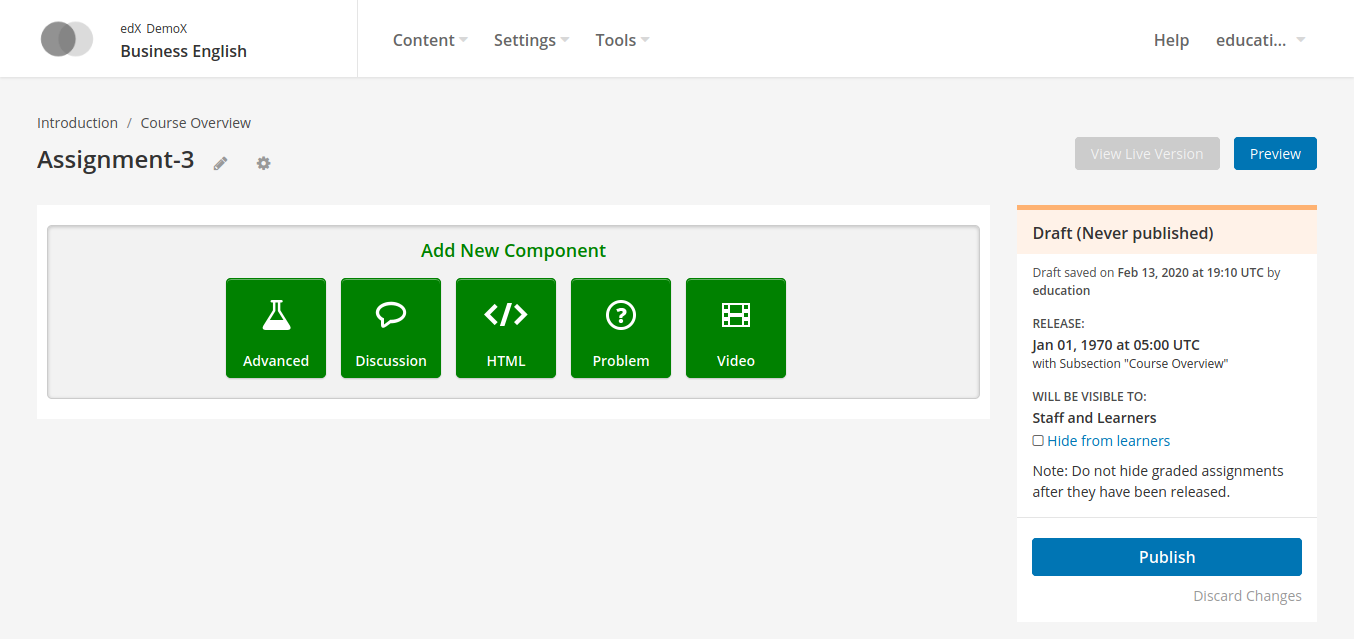 edX DemoX
Business English
Content
Settings
Tools
Help
educati...
Introduction / Course Overview
Assignment-3
View Live Version
Preview
Add New Component
Advanced
Discussion
HTML
Problem
Video
Draft (Never published)
Draft saved on Feb 13, 2020 at 19:10 UTC by
education
RELEASE:
Jan 01, 1970 at 05:00 UTC
with Subsection "Course Overview"
WILL BE VISIBLE TO:
Staff and Learners
Hide from learners
Note: Do not hide graded assignments
after they have been released.
Publish
Discard Changes